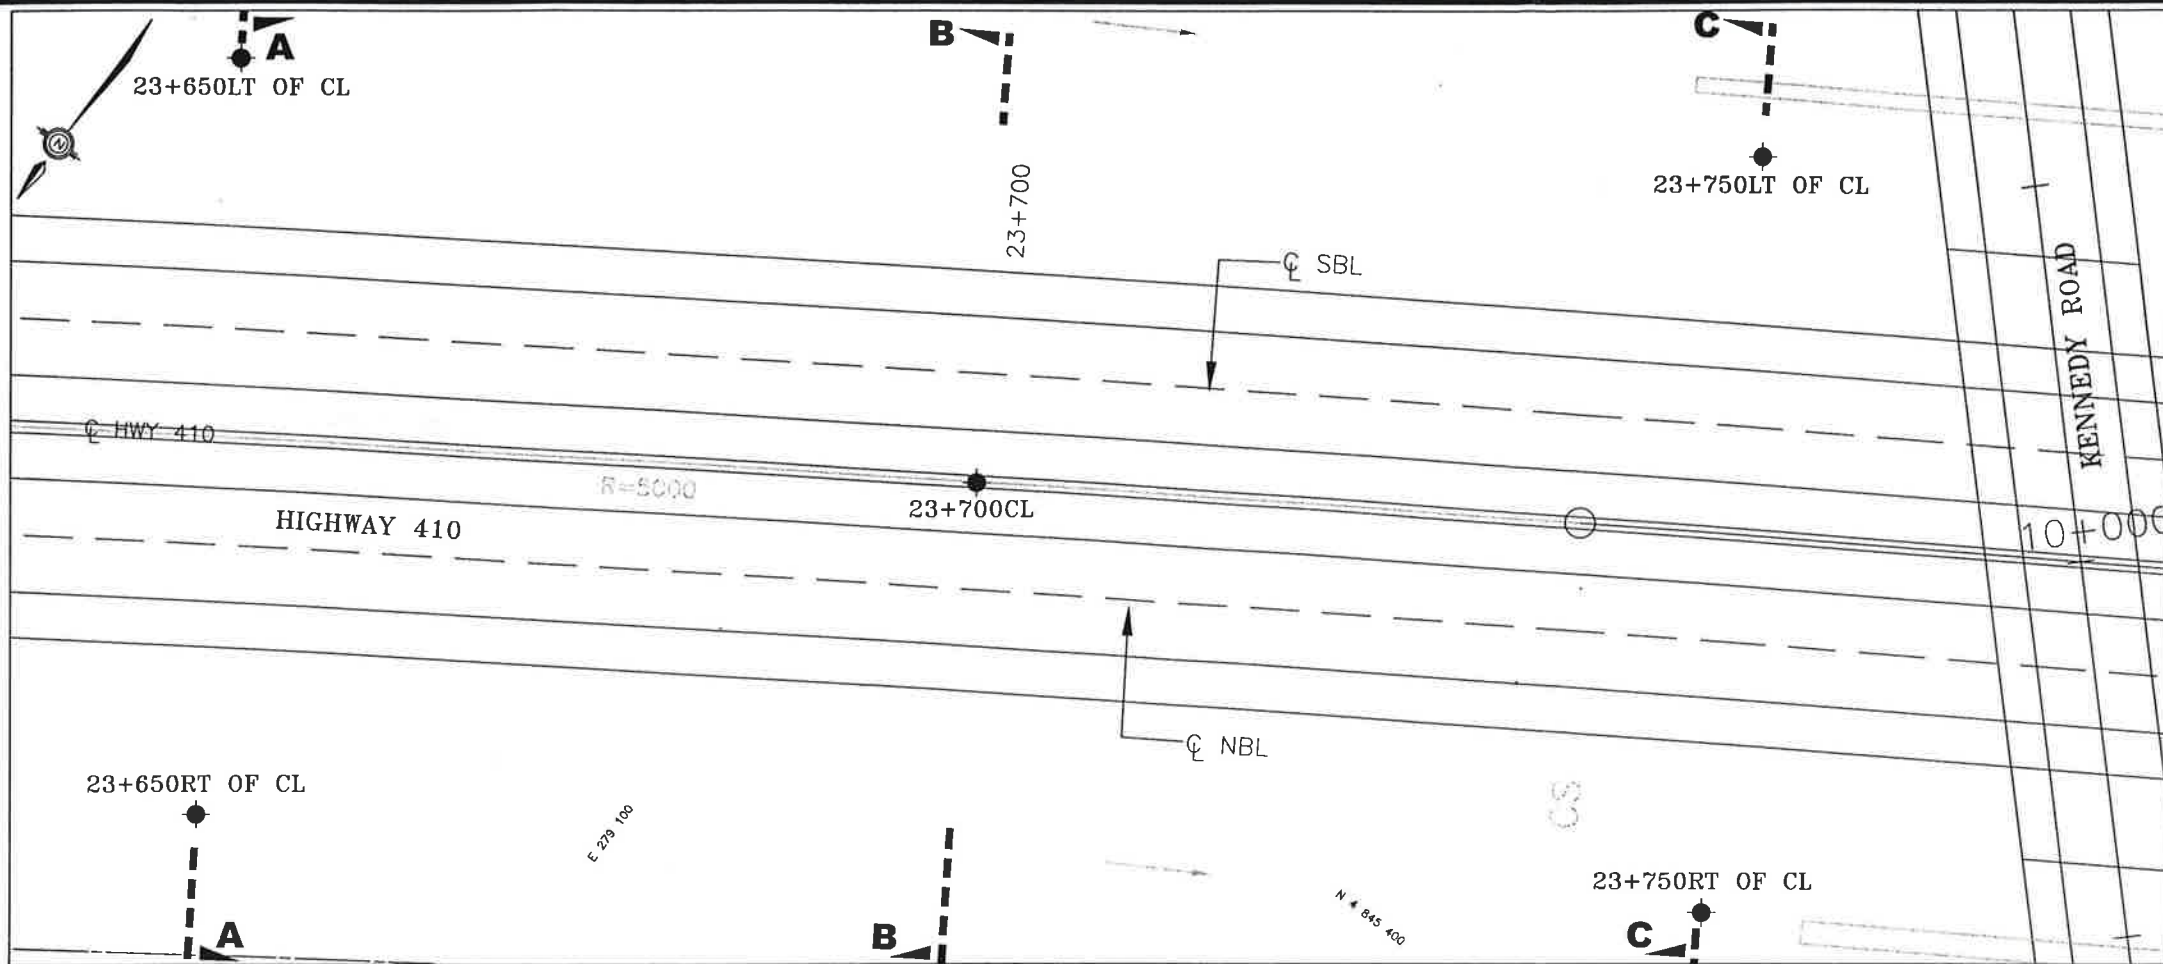 A
23+650LT OF CL
N
B
C
23+750LT OF CL
23+700
℄ SBL
KENNEDY ROAD
℄ HWY 410
R=5000
HIGHWAY 410
23+700CL
10+000
℄ NBL
23+650RT OF CL
E 279 100
N 4 845 400
23+750RT OF CL
A
B
C